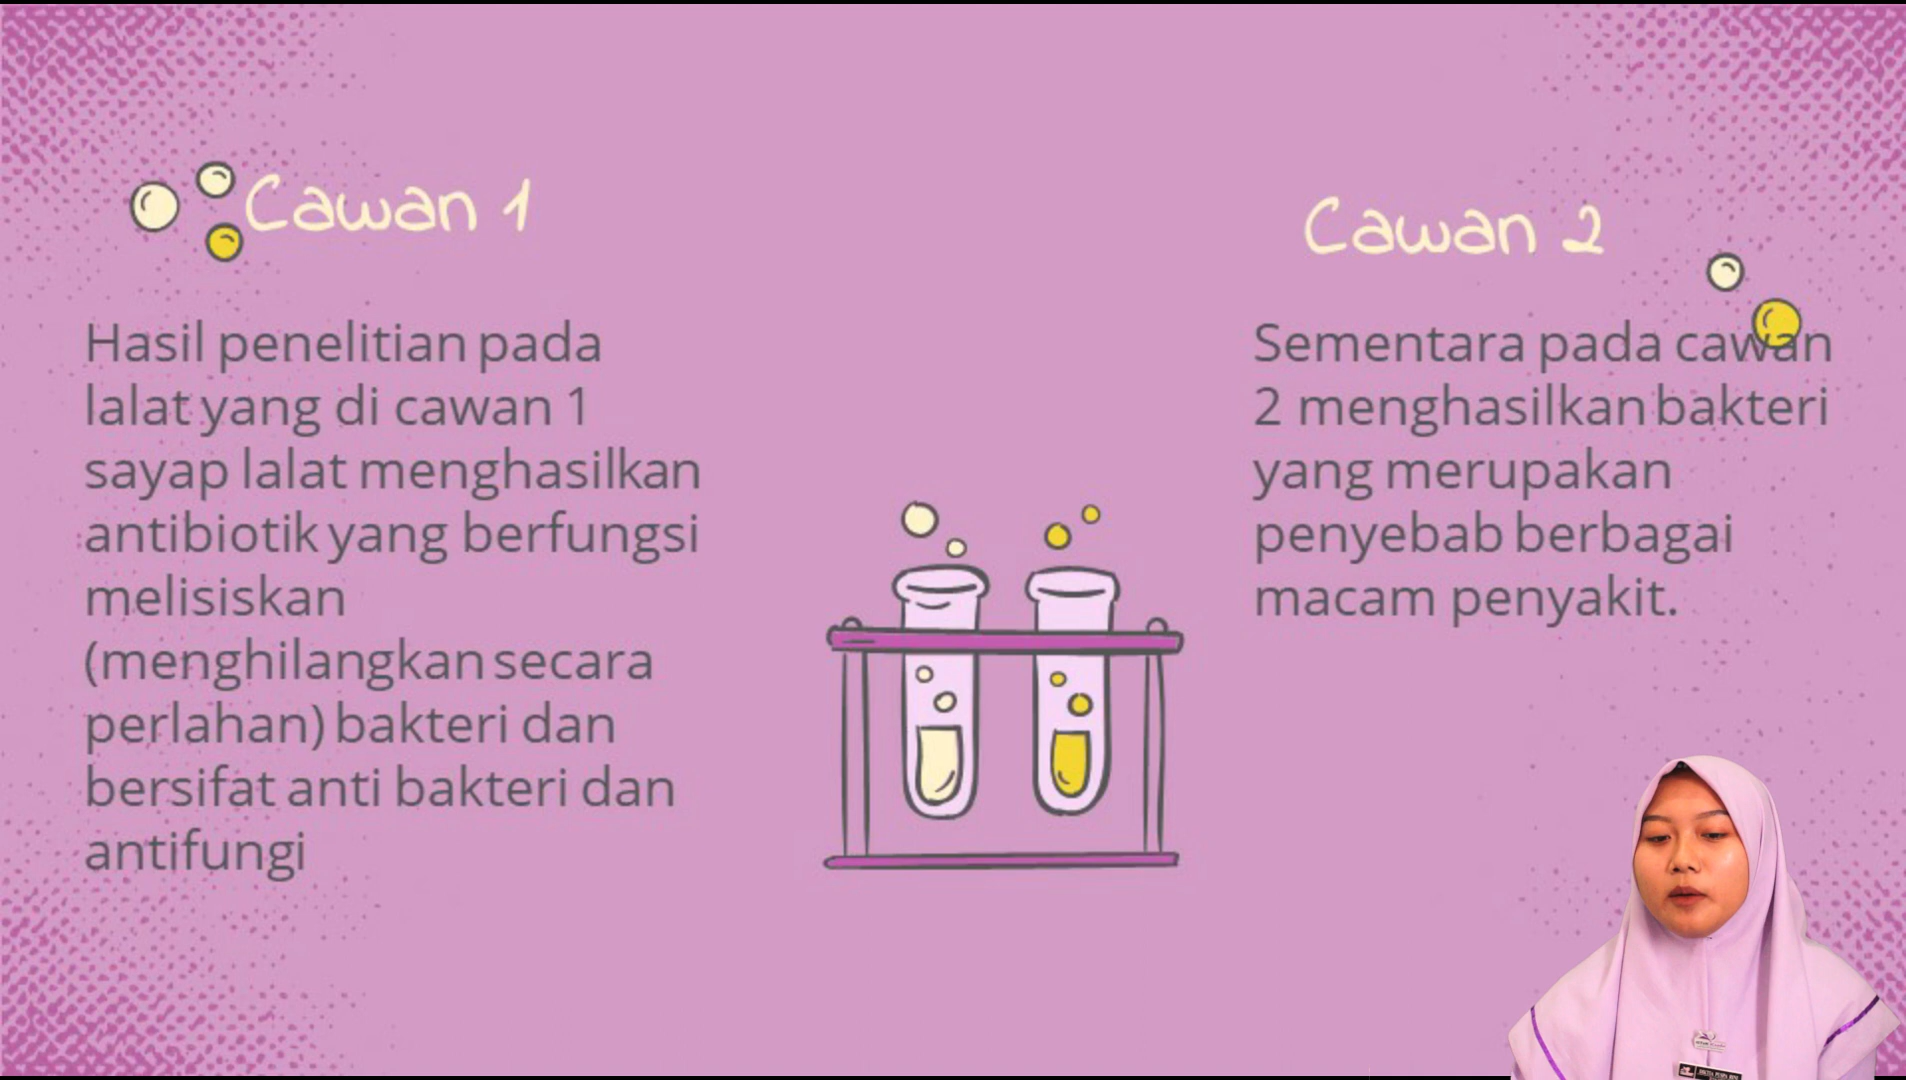 Cawan 1
Hasil penelitian pada
lalat yang di cawan 1
sayap lalat menghasilkan
antibiotik yang berfungsi
melisiskan
(menghilangkan secara
perlahan) bakteri dan
bersifat anti bakteri dan
antifungi
Cawan 2
Sementara pada cawan
2 menghasilkan bakteri
yang merupakan
penyebab berbagai
macam penyakit.